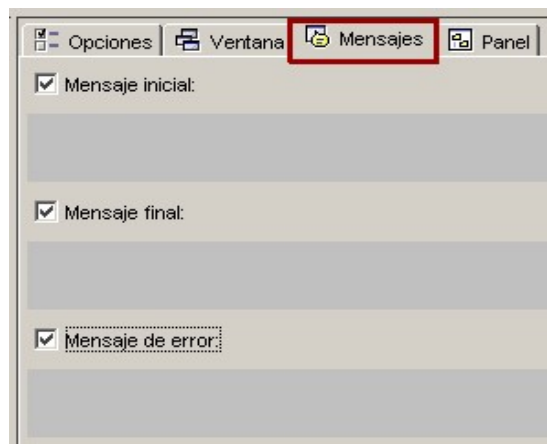 Opciones Ventana Mensajes Panel
Mensaje inicial:
Mensaje final:
Mensaje de error: